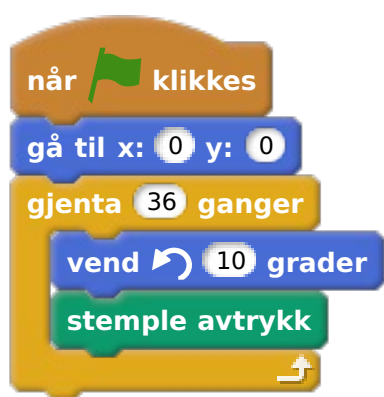 når klikkes
gå til x: 0 y: 0
gjenta 36 ganger
vend 10 grader
stemple avtrykk